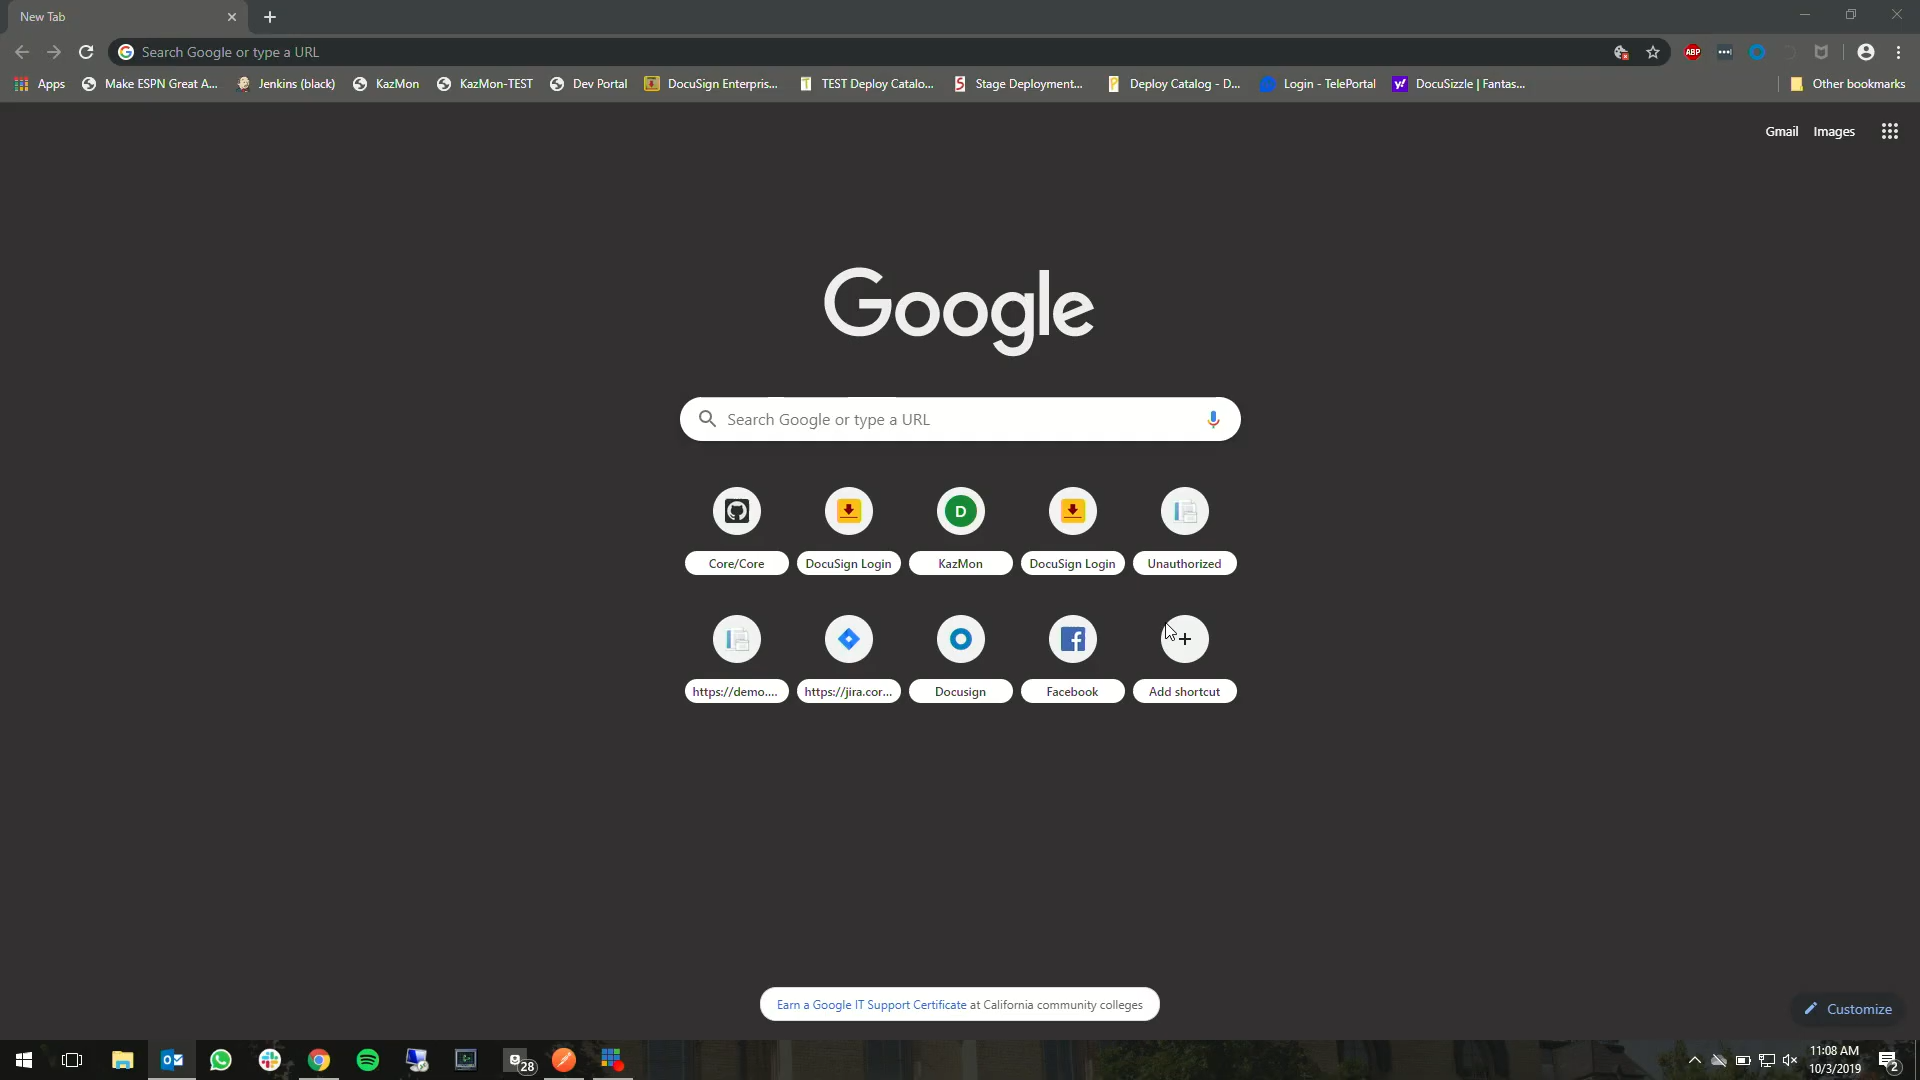 New Tab
Search Google or type a URL
ABP
Apps
Make ESPN Great A...
Jenkins (black)
KazMon
KazMon-TEST
Dev Portal
DocuSign Enterpris...
TEST Deploy Catalo...
Stage Deployment...
Deploy Catalog - D...
Login - TelePortal
DocuSizzle | Fantas...
Other bookmarks
Gmail
Images
Google
Search Google or type a URL
D
Core/Core
DocuSign Login
KazMon
DocuSign Login
Unauthorized
https://demo....
https://jira.cor...
Docusign
Facebook
Add shortcut
Earn a Google IT Support Certificate at California community colleges
Customize
28
11:08 AM
10/3/2019
2